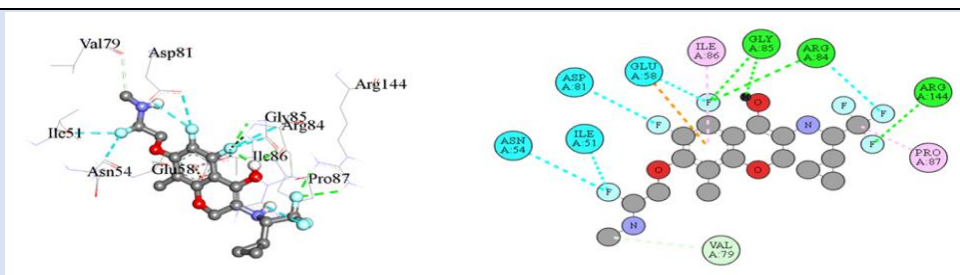 Val79
Asp81
Arg144
Ile51
Gly85
Arg84
Asn54
Glu58
Ile86
Pro87
ILE
A:86
GLY
A:85
ARG
A:84
GLU
A:58
ASP
A:81
ARG
A:144
F
O
F
F
F
F
N
ASN
A:54
ILE
A:51
PRO
A:87
O
O
F
N
VAL
A:79